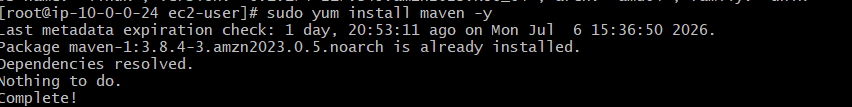 [root@ip-10-0-0-24 ec2-user]# sudo yum install maven -y
Last metadata expiration check: 1 day, 20:53:11 ago on Mon Jul  6 15:36:50 2026.
Package maven-1:3.8.4-3.amzn2023.0.5.noarch is already installed.
Dependencies resolved.
Nothing to do.
Complete!